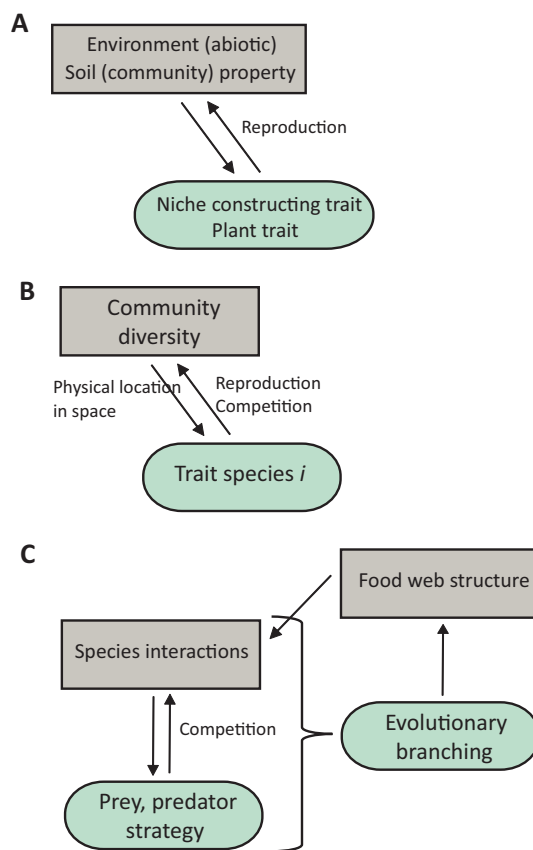 A
Environment (abiotic)
Soil (community) property
Reproduction
Niche constructing trait
Plant trait
B
Community
diversity
Physical location
in space
Reproduction
Competition
Trait species i
C
Food web structure
Species interactions
Competition
Evolutionary
branching
Prey, predator
strategy